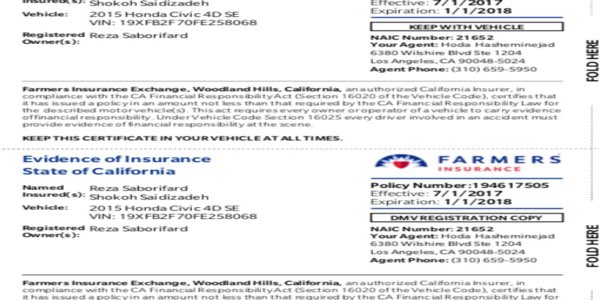 Insured(s): Shokoh Saidizadeh
Effective: 7/1/2017
Expiration: 1/1/2018
Vehicle: 2015 Honda Civic 4D SE
VIN: 19XFB2F70FE258068
KEEP WITH VEHICLE
Registered Owner(s): Reza Saborifard
NAIC Number: 21652
Your Agent: Hoda Hasheminejad
6380 Wilshire Blvd Ste 1204
Los Angeles, CA 90048-5024
Agent Phone: (310) 659-5950
FOLD HERE
Farmers Insurance Exchange, Woodland Hills, California, an authorized California Insurer, in
compliance with the CA Financial Responsibility Act (Section 16020 of the Vehicle Code), certifies that
it has issued a policy in an amount not less than that required by the CA Financial Responsibility Law for
the described motor vehicle(s). This act requires every owner or operator of a vehicle to carry evidence
of financial responsibility. Under Vehicle Code Section 16025 every driver involved in an accident must
provide evidence of financial responsibility at the scene.
KEEP THIS CERTIFICATE IN YOUR VEHICLE AT ALL TIMES.
Evidence of Insurance
State of California
FARMERS
INSURANCE
Named Insured(s): Reza Saborifard
Shokoh Saidizadeh
Policy Number: 194617505
Effective: 7/1/2017
Expiration: 1/1/2018
Vehicle: 2015 Honda Civic 4D SE
VIN: 19XFB2F70FE258068
DMV REGISTRATION COPY
Registered Owner(s): Reza Saborifard
NAIC Number: 21652
Your Agent: Hoda Hasheminejad
6380 Wilshire Blvd Ste 1204
Los Angeles, CA 90048-5024
Agent Phone: (310) 659-5950
FOLD HERE
Farmers Insurance Exchange, Woodland Hills, California, an authorized California Insurer, in
compliance with the CA Financial Responsibility Act (Section 16020 of the Vehicle Code), certifies that
it has issued a policy in an amount not less than that required by the CA Financial Responsibility Law for